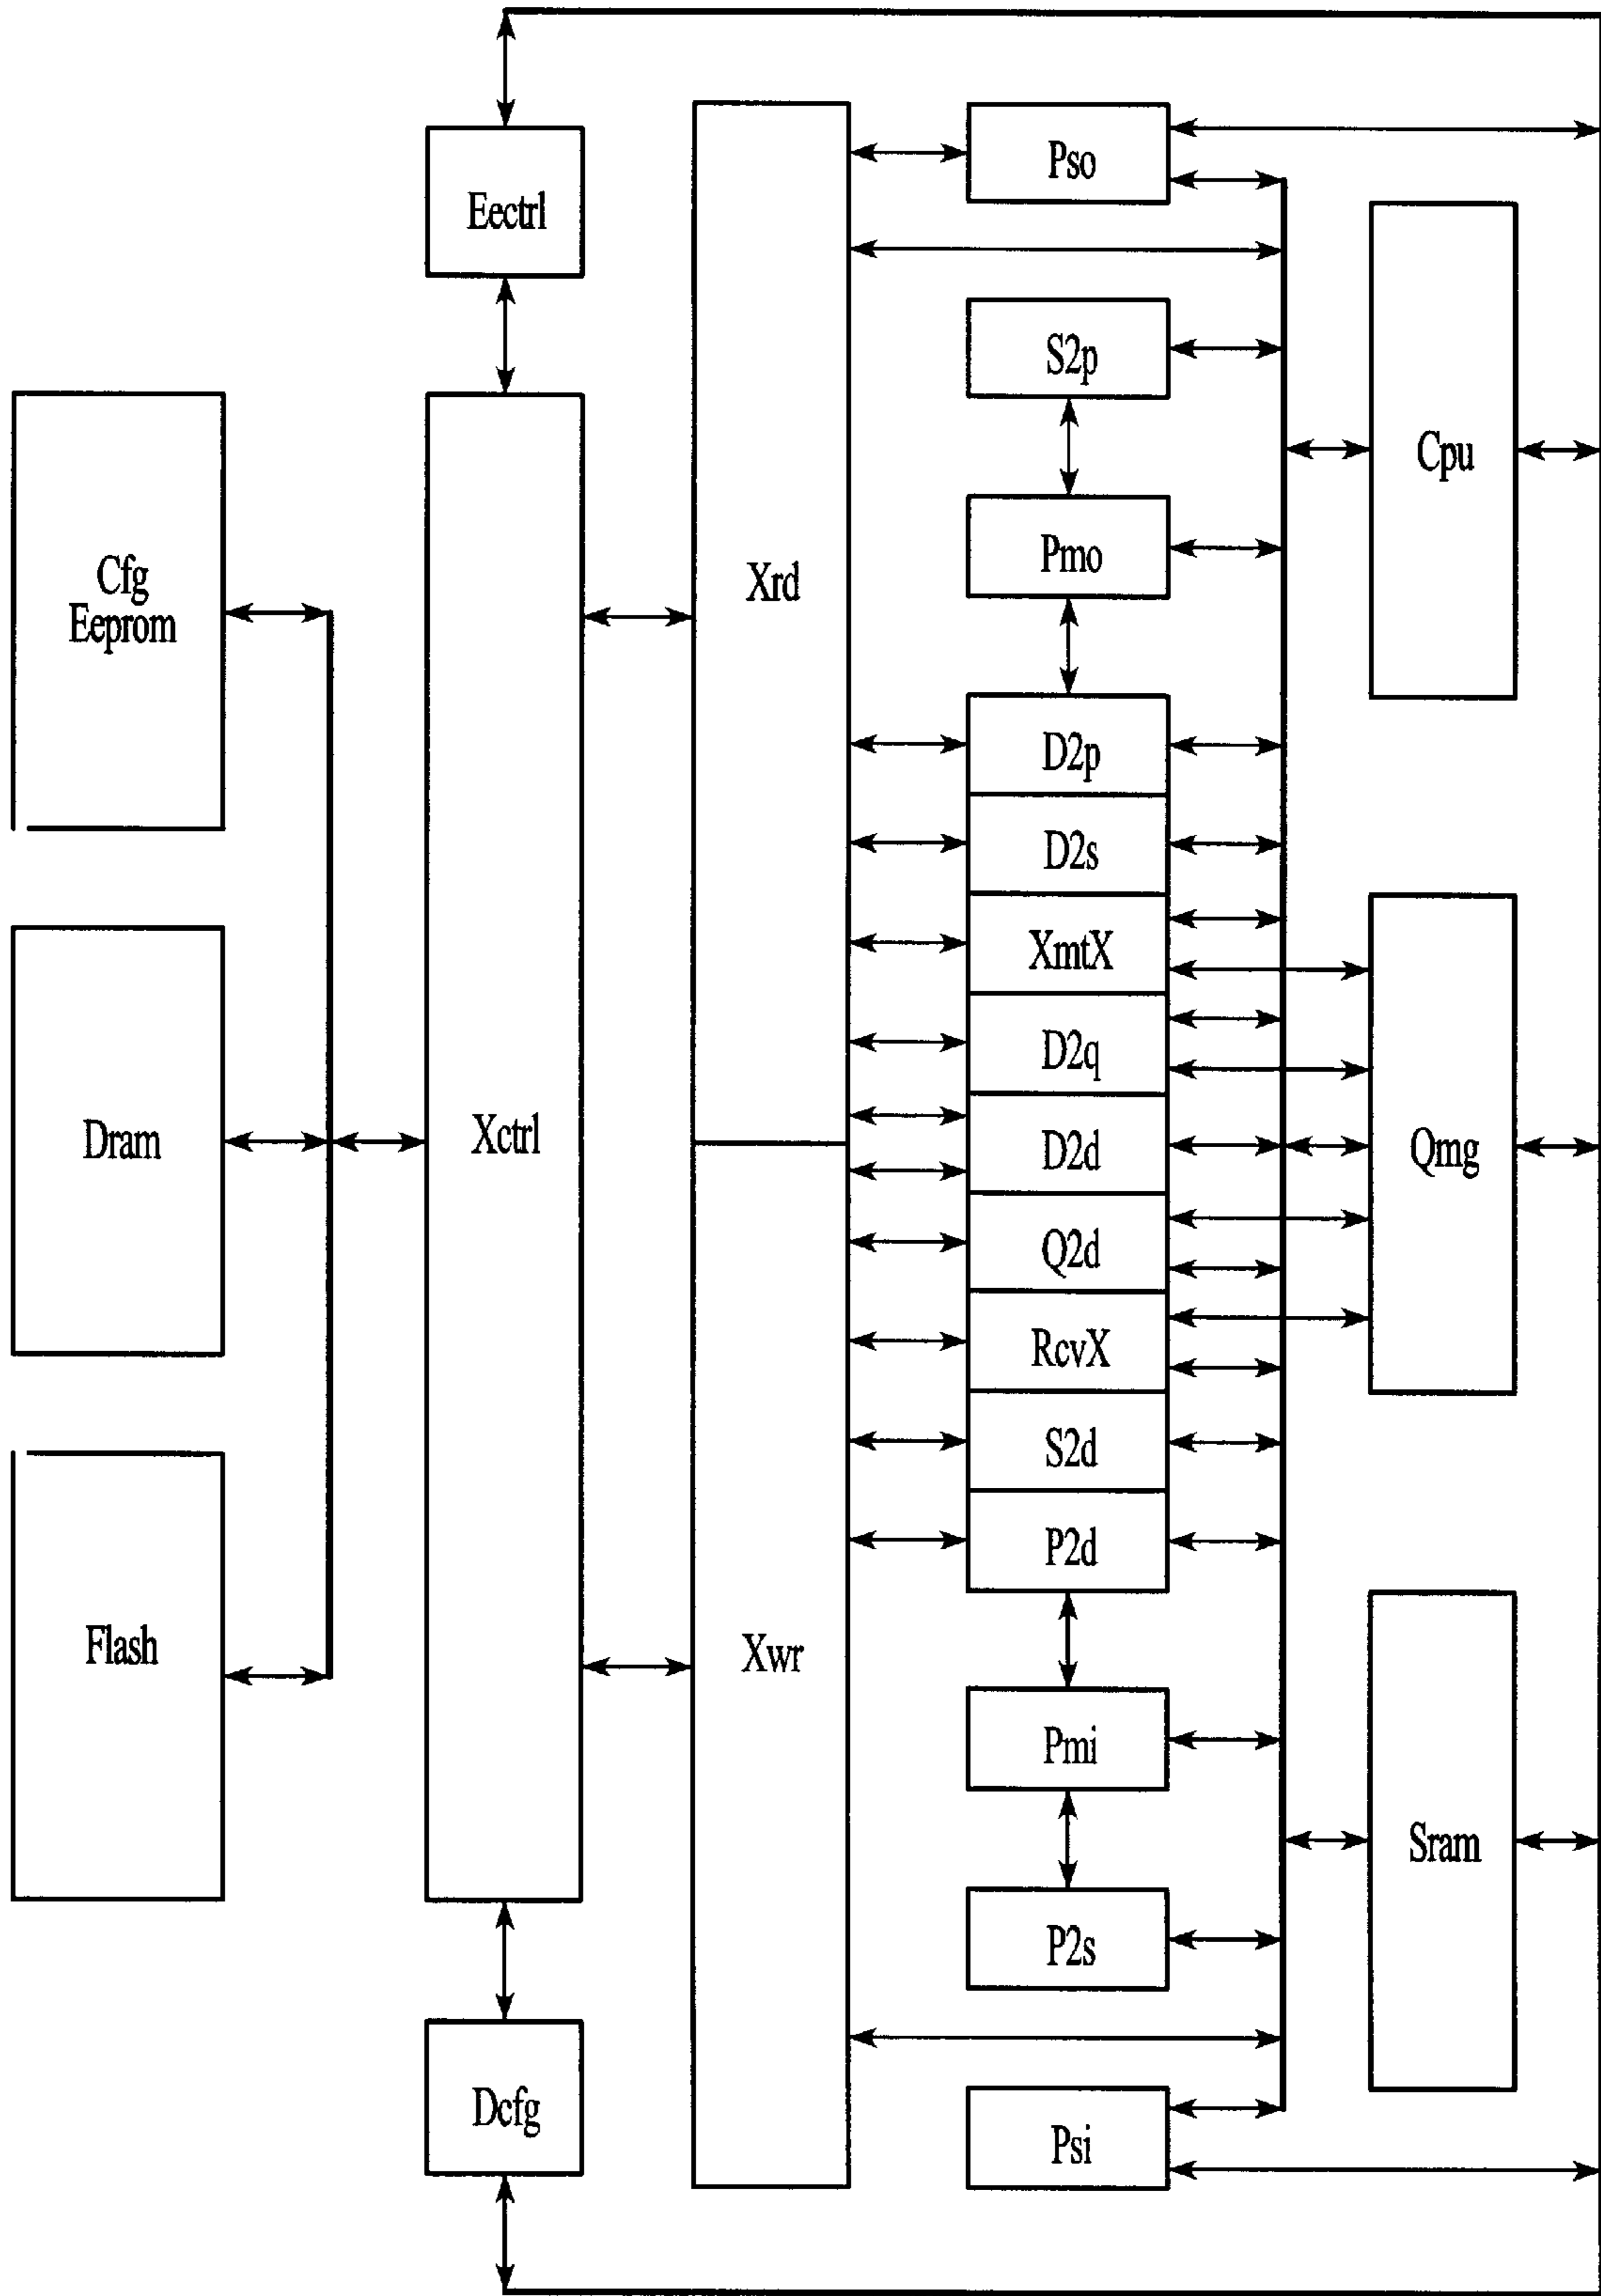 Eectrl
Cfg
Eeprom
Dram
Flash
Xctrl
Dcfg
Xrd
Xwr
Pso
S2p
Pmo
D2p
D2s
XmtX
D2q
D2d
Q2d
RcvX
S2d
P2d
Pmi
P2s
Psi
Cpu
Qmg
Sram